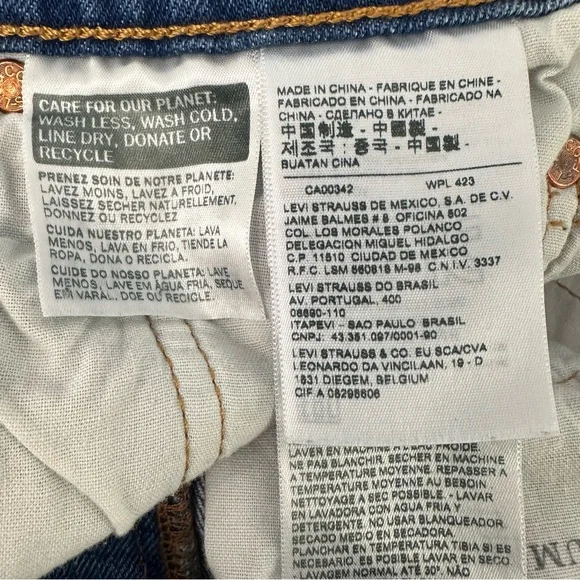 CARE FOR OUR PLANET:
WASH LESS, WASH COLD,
LINE DRY, DONATE OR
RECYCLE
PRENEZ SOIN DE NOTRE PLANETE:
LAVEZ MOINS, LAVEZ A FROID,
LAISSEZ SECHER NATURELLEMENT,
DONNEZ OU RECYCLEZ
CUIDA NUESTRO PLANETA: LAVA
MENOS, LAVA EN FRIO, TIENDE LA
ROPA, DONA O RECICLA.
CUIDE DO NOSSO PLANETA: LAVE
MENOS, LAVE EM ÁGUA FRIA, SEQUE
EM VARAL, DOE OU RECICLE.
MADE IN CHINA - FABRIQUE EN CHINE -
FABRICADO EN CHINA - FABRICADO NA
CHINA - СДЕЛАНО В КИТАЕ -
中国制造 - 中國製 -
제조국 : 중국 - 中国製 -
BUATAN CINA
CA00342 WPL 423
LEVI STRAUSS DE MEXICO, S.A. DE C.V.
JAIME BALMES # 8 OFICINA 502
COL. LOS MORALES POLANCO
DELEGACION MIGUEL HIDALGO
C.P. 11510 CIUDAD DE MEXICO
R.F.C. LSM 860818 M-98 C.N.I.V. 3337
LEVI STRAUSS DO BRASIL
AV. PORTUGAL, 400
06690-110
ITAPEVI - SAO PAULO BRASIL
CNPJ: 43.351.097/0001-90
LEVI STRAUSS & CO. EU SCA/CVA
LEONARDO DA VINCILAAN, 19 - D
1831 DIEGEM, BELGIUM
CIF A 08295606
LAVER EN MACHINE A L'EAU FROIDE.
NE PAS BLANCHIR. SECHER EN MACHINE
A TEMPERATURE MOYENNE. REPASSER A
TEMPERATURE MOYENNE AU BESOIN
NETTOYAGE A SEC POSSIBLE. - LAVAR
EN LAVADORA CON AGUA FRIA Y
DETERGENTE. NO USAR BLANQUEADOR.
SECADO MEDIO EN SECADORA.
PLANCHAR EN TEMPERATURA TIBIA SI ES
NECESARIO. ES POSIBLE LAVADO EN
SECO.
MAXIMUM ATE 30°. NÃO
UM